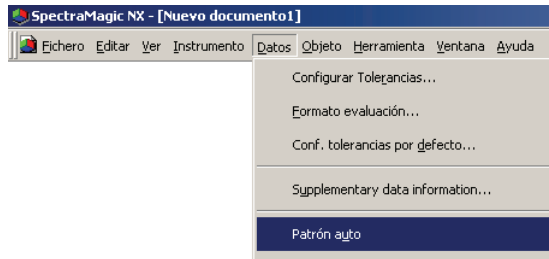 SpectraMagic NX - [Nuevo documento1]
Fichero Editar Ver Instrumento Datos Objeto Herramienta Ventana Ayuda
Configurar Tolerancias...
Formato evaluación...
Conf. tolerancias por defecto...
Supplementary data information...
Patrón auto